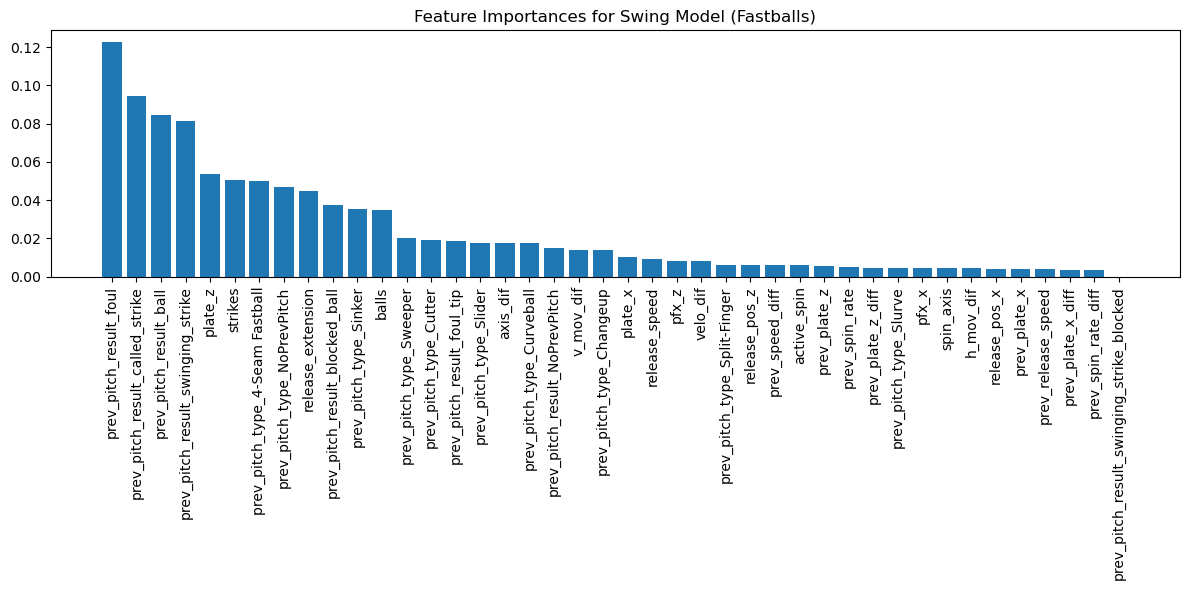 Feature Importances for Swing Model (Fastballs)
0.12
0.10
0.08
0.06
0.04
0.02
0.00
prev_pitch_result_foul
prev_pitch_result_called_strike
prev_pitch_result_ball
prev_pitch_result_swinging_strike
plate_z
strikes
prev_pitch_type_4-Seam Fastball
prev_pitch_type_NoPrevPitch
release_extension
prev_pitch_result_blocked_ball
prev_pitch_type_Sinker
balls
prev_pitch_type_Sweeper
prev_pitch_type_Cutter
prev_pitch_result_foul_tip
prev_pitch_type_Slider
axis_dif
prev_pitch_type_Curveball
prev_pitch_result_NoPrevPitch
v_mov_dif
prev_pitch_type_Changeup
plate_x
release_speed
pfx_z
velo_dif
prev_pitch_type_Split-Finger
release_pos_z
prev_speed_diff
active_spin
prev_plate_z
prev_spin_rate
prev_plate_z_diff
prev_pitch_type_Slurve
pfx_x
spin_axis
h_mov_dif
release_pos_x
prev_plate_x
prev_release_speed
prev_plate_x_diff
prev_spin_rate_diff
prev_pitch_result_swinging_strike_blocked